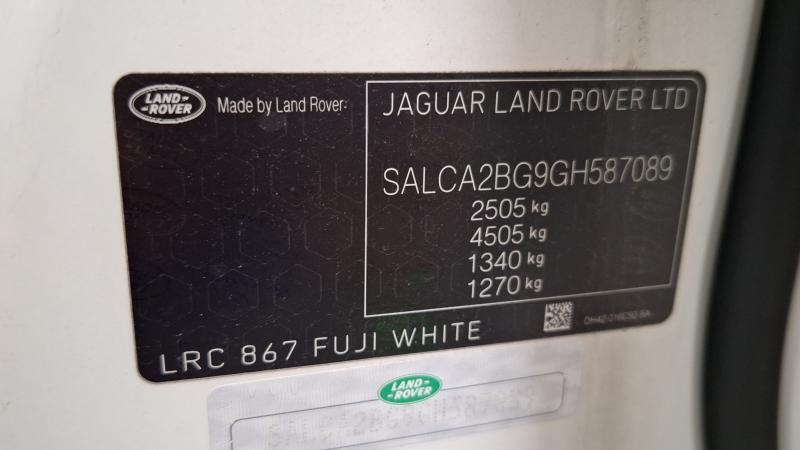 LAND-
-ROVER
Made by Land Rover
JAGUAR LAND ROVER LTD
SALCA2BG9GH587089
2505 kg
4505 kg
1340 kg
1270 kg
LRC 867 FUJI WHITE
LAND-
-ROVER
SALCA2BG9GH587089